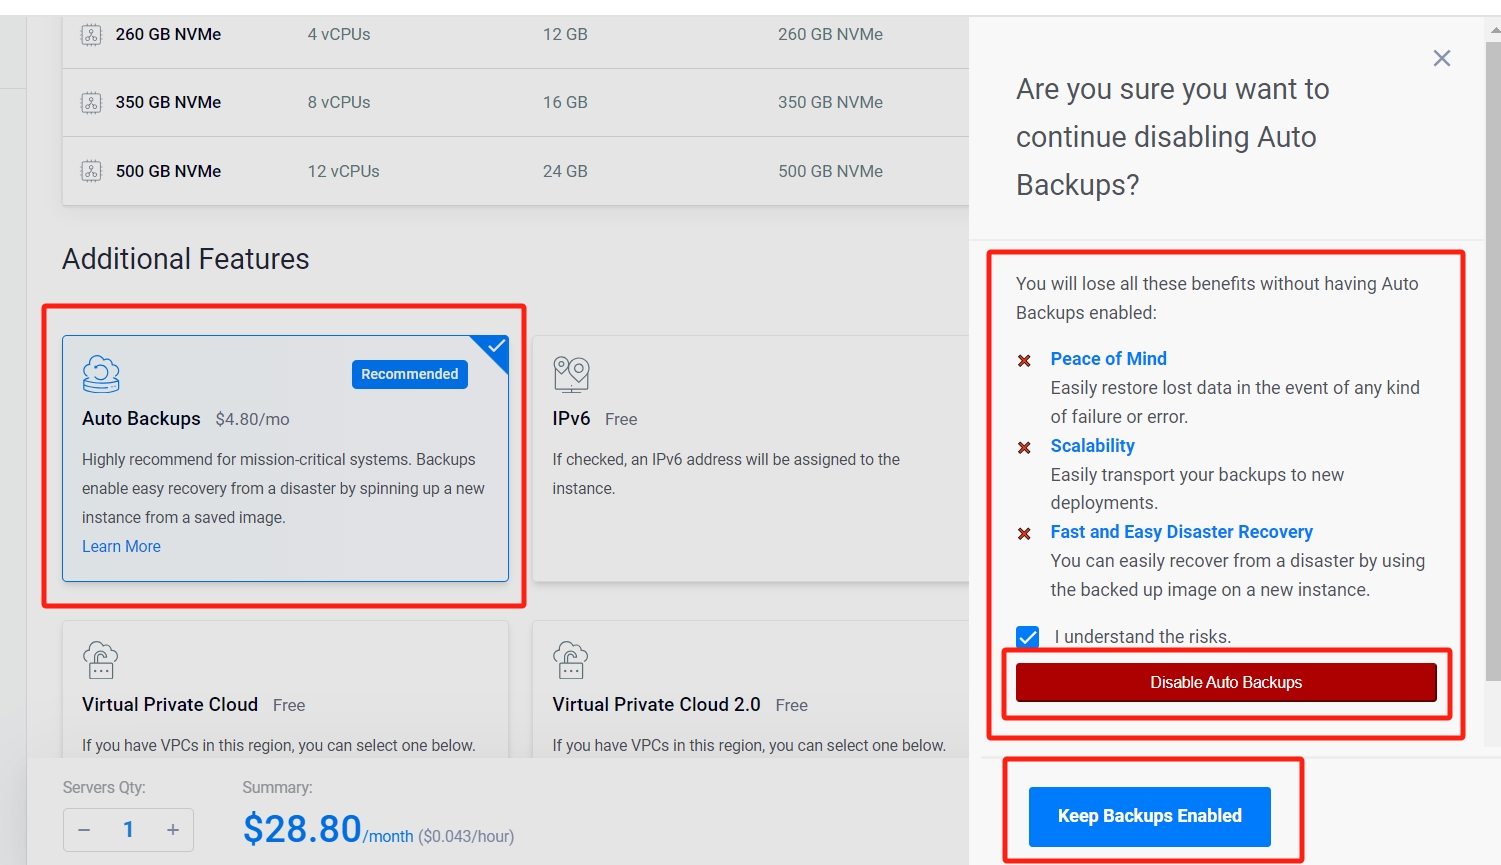 260 GB NVMe 4 vCPUs 12 GB 260 GB NVMe
350 GB NVMe 8 vCPUs 16 GB 350 GB NVMe
500 GB NVMe 12 vCPUs 24 GB 500 GB NVMe
Additional Features
Recommended
Auto Backups $4.80/mo
Highly recommend for mission-critical systems. Backups
enable easy recovery from a disaster by spinning up a new
instance from a saved image.
Learn More
IPv6 Free
If checked, an IPv6 address will be assigned to the
instance.
Virtual Private Cloud Free
If you have VPCs in this region, you can select one below.
Virtual Private Cloud 2.0 Free
If you have VPCs in this region, you can select one below.
Servers Qty:
− 1 +
Summary:
$28.80/month ($0.043/hour)
Are you sure you want to
continue disabling Auto
Backups?
You will lose all these benefits without having Auto
Backups enabled:
Peace of Mind
Easily restore lost data in the event of any kind
of failure or error.
Scalability
Easily transport your backups to new
deployments.
Fast and Easy Disaster Recovery
You can easily recover from a disaster by using
the backed up image on a new instance.
I understand the risks.
Disable Auto Backups
Keep Backups Enabled